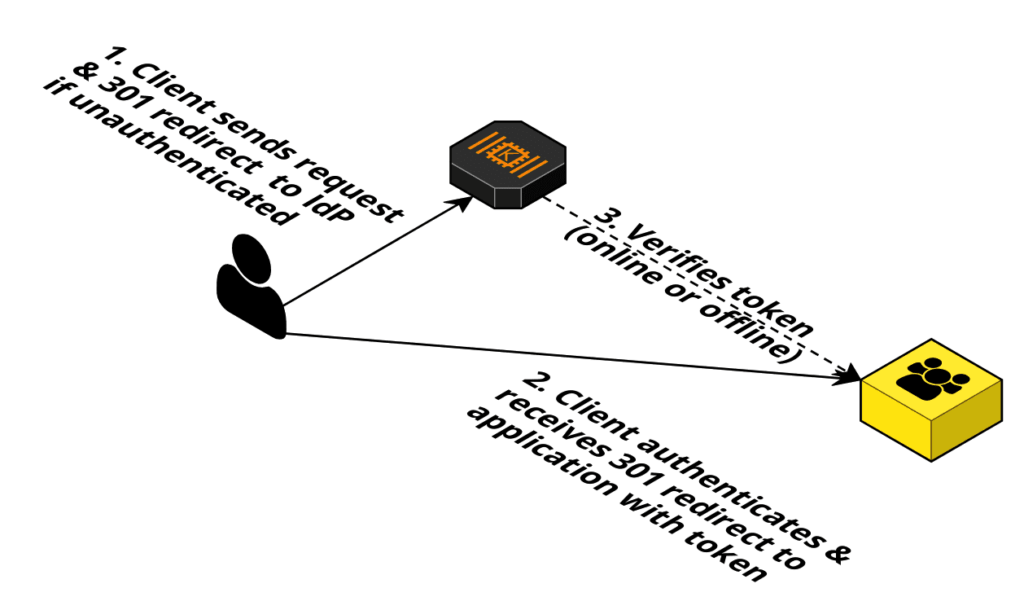 1. Client sends request
& 301 redirect to IdP
if unauthenticated
K
3. Verifies token
(online or offline)
2. Client authenticates &
receives 301 redirect to
application with token